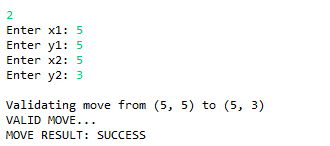 2
Enter x1: 5
Enter y1: 5
Enter x2: 5
Enter y2: 3
Validating move from (5, 5) to (5, 3)
VALID MOVE...
MOVE RESULT: SUCCESS